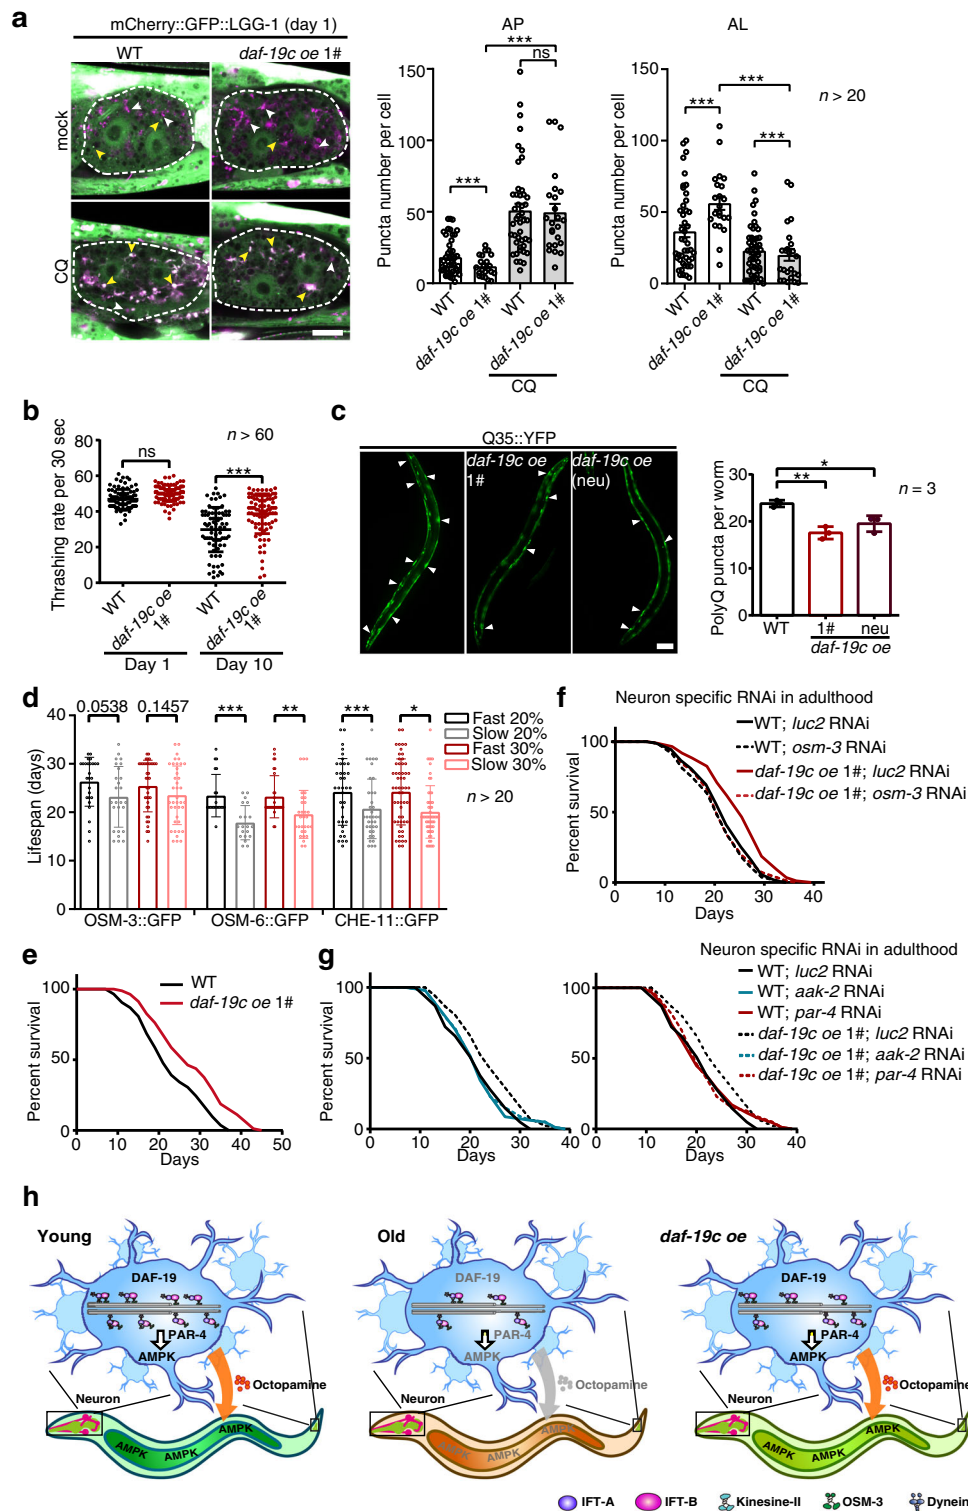 a
mCherry::GFP::LGG-1 (day 1)
WT
daf-19c oe 1#
mock
CQ
AP
Puncta number per cell
150
100
50
0
***
***
ns
WT
daf-19c oe 1#
WT
daf-19c oe 1#
CQ
AL
n > 20
Puncta number per cell
150
100
50
0
***
***
***
WT
daf-19c oe 1#
WT
daf-19c oe 1#
CQ
b
Thrashing rate per 30 sec
80
60
40
20
0
ns
n > 60
***
WT
daf-19c oe
1#
WT
daf-19c oe
1#
Day 1
Day 10
c
Q35::YFP
daf-19c oe
1#
daf-19c oe
(neu)
PolyQ puncta per worm
30
20
10
0
*
**
n = 3
WT
1#
neu
daf-19c oe
d
Lifespan (days)
40
30
20
10
0
0.0538
0.1457
***
**
***
*
Fast 20%
Slow 20%
Fast 30%
Slow 30%
n > 20
OSM-3::GFP
OSM-6::GFP
CHE-11::GFP
f
Neuron specific RNAi in adulthood
WT; luc2 RNAi
WT; osm-3 RNAi
daf-19c oe 1#; luc2 RNAi
daf-19c oe 1#; osm-3 RNAi
Percent survival
100
50
0
0
10
20
30
40
Days
e
WT
daf-19c oe 1#
Percent survival
100
50
0
0
10
20
30
40
50
Days
g
Neuron specific RNAi in adulthood
WT; luc2 RNAi
WT; aak-2 RNAi
WT; par-4 RNAi
daf-19c oe 1#; luc2 RNAi
daf-19c oe 1#; aak-2 RNAi
daf-19c oe 1#; par-4 RNAi
Percent survival
100
50
0
0
10
20
30
40
Days
Percent survival
100
50
0
0
10
20
30
40
Days
h
Young
DAF-19
PAR-4
AMPK
Octopamine
Neuron
AMPK
AMPK
AMPK
Old
DAF-19
PAR-4
AMPK
Octopamine
Neuron
AMPK
AMPK
AMPK
daf-19c oe
DAF-19
PAR-4
AMPK
Octopamine
Neuron
AMPK
AMPK
AMPK
IFT-A
IFT-B
Kinesine-II
OSM-3
Dynein